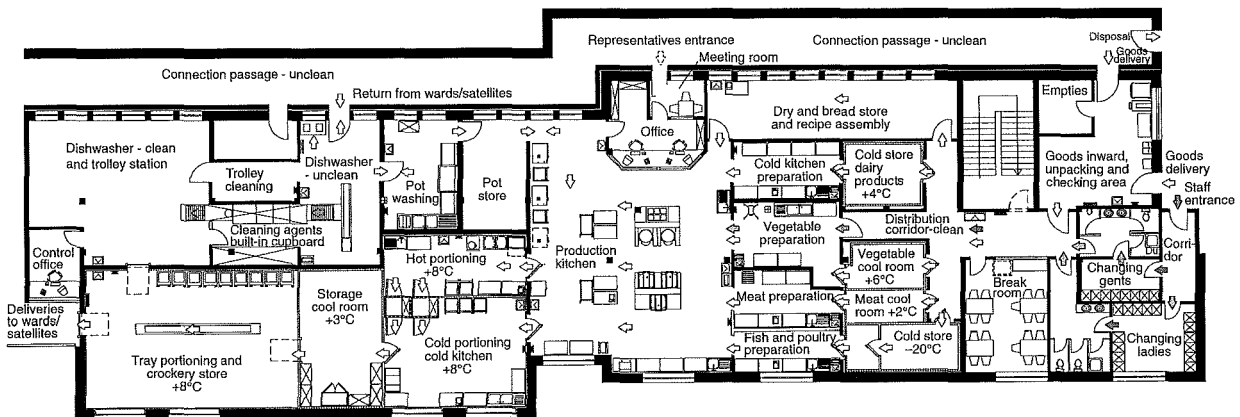 Representatives entrance
Connection passage - unclean
Disposal
Goods
delivery
Meeting room
Connection passage - unclean
Return from wards/satellites
Empties
Office
Dry and bread store
and recipe assembly
Dishwasher - clean
and trolley station
Trolley
cleaning
Dishwasher
- unclean
Pot
washing
Pot
store
Cold kitchen
preparation
Cold store
dairy
products
+4°C
Goods inward,
unpacking and
checking area
Goods
delivery
Staff
entrance
Cleaning agents
built-in cupboard
Vegetable
preparation
Distribution
corridor-clean
Control
office
Hot portioning
+8°C
Production
kitchen
Vegetable
cool room
+6°C
Corri-
dor
Changing
gents
Break
room
Storage
cool room
+3°C
Meat preparation
Meat cool
room +2°C
Deliveries
to wards/
satellites
Cold portioning
cold kitchen
+8°C
Fish and poultry
preparation
Cold store
–20°C
Changing
ladies
Tray portioning and
crockery store
+8°C